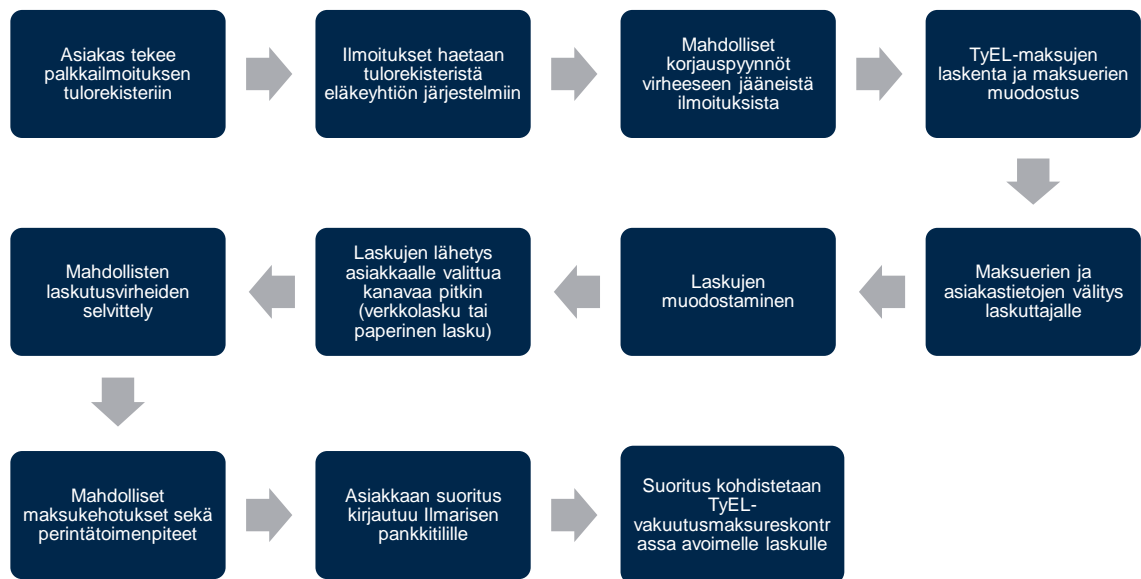 Asiakas tekee
palkkailmoituksen
tulorekisteriin
Ilmoitukset haetaan
tulorekisteristä
eläkeyhtiön järjestelmiin
Mahdolliset
korjauspyynnöt
virheeseen jääneistä
ilmoituksista
TyEL-maksujen
laskenta ja maksuerien
muodostus
Maksuerien ja
asiakastietojen välitys
laskuttajalle
Laskujen
muodostaminen
Laskujen lähetys
asiakkaalle valittua
kanavaa pitkin
(verkkolasku tai
paperinen lasku)
Mahdollisten
laskutusvirheiden
selvittely
Mahdolliset
maksukehotukset sekä
perintätoimenpiteet
Asiakkaan suoritus
kirjautuu Ilmarisen
pankkitilille
Suoritus kohdistetaan
TyEL-
vakuutusmaksureskontr
assa avoimelle laskulle